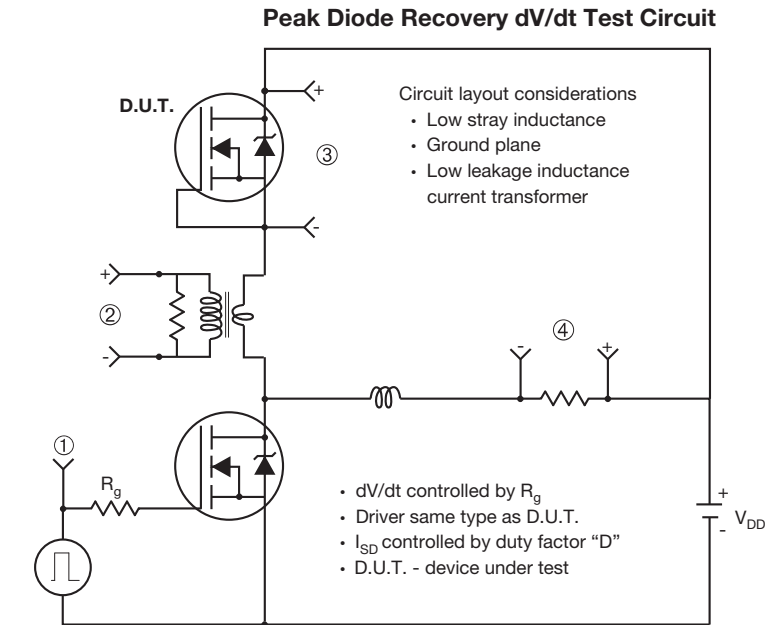 Peak Diode Recovery dV/dt Test Circuit
D.U.T.
+
Circuit layout considerations
• Low stray inductance
• Ground plane
• Low leakage inductance
current transformer
③
-
+
②
-
④
-
+
①
Rg
• dV/dt controlled by Rg
• Driver same type as D.U.T.
• ISD controlled by duty factor “D”
• D.U.T. - device under test
+
VDD
-